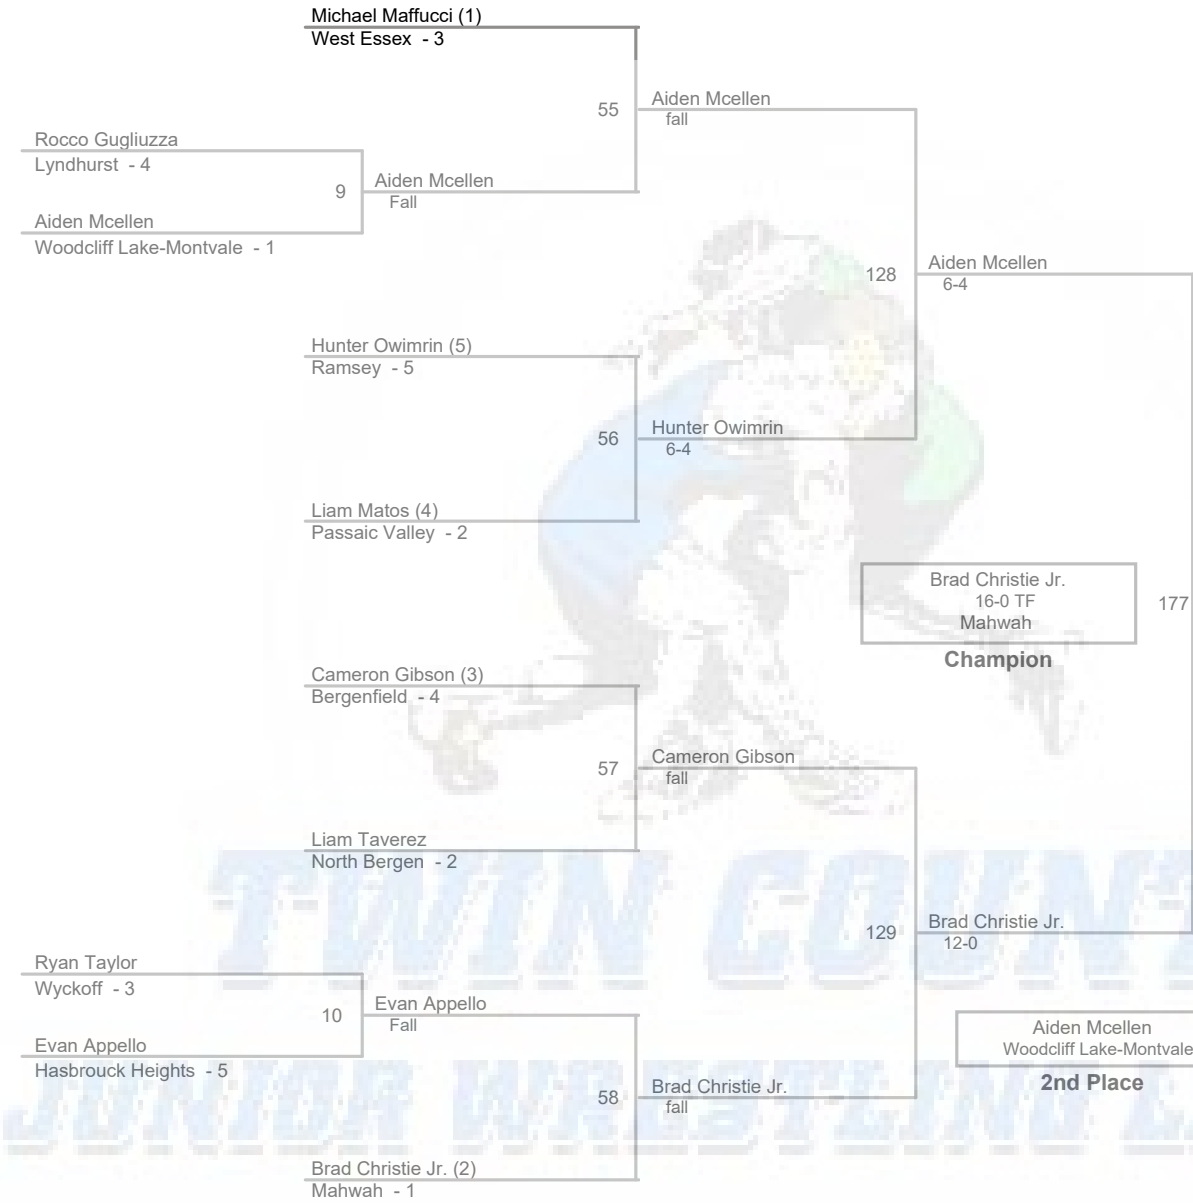 Michael Maffucci (1)
West Essex - 3
55
Aiden Mcellen
fall
Rocco Gugliuzza
Lyndhurst - 4
9
Aiden Mcellen
Fall
Aiden Mcellen
Woodcliff Lake-Montvale - 1
128
Aiden Mcellen
6-4
Hunter Owimrin (5)
Ramsey - 5
56
Hunter Owimrin
6-4
Liam Matos (4)
Passaic Valley - 2
Brad Christie Jr.
16-0 TF
Mahwah
177
Champion
Cameron Gibson (3)
Bergenfield - 4
57
Cameron Gibson
fall
Liam Taverez
North Bergen - 2
TWIN COUNT
129
Brad Christie Jr.
12-0
Ryan Taylor
Wyckoff - 3
10
Evan Appello
Fall
Evan Appello
Hasbrouck Heights - 5
Aiden Mcellen
Woodcliff Lake-Montvale
2nd Place
58
Brad Christie Jr.
fall
JUNIOR WRESTLING
Brad Christie Jr. (2)
Mahwah - 1